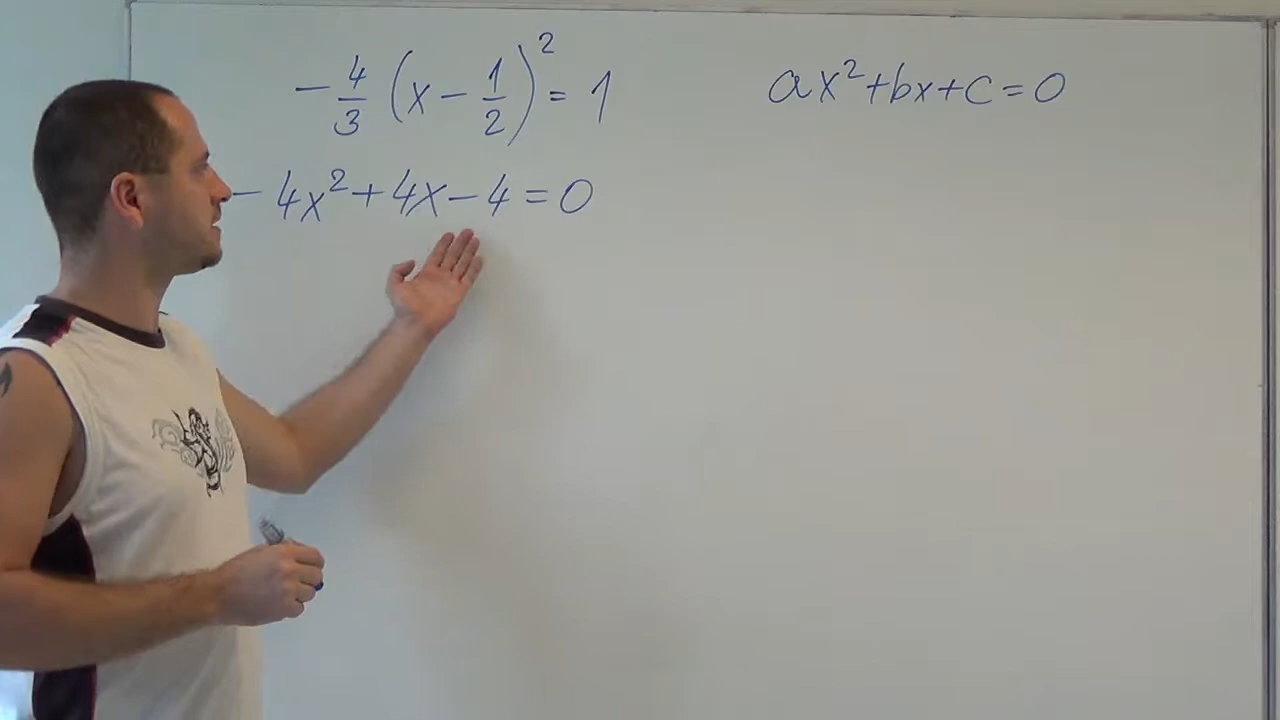 -4/3 (x - 1/2)² = 1
ax²+bx+c=0
-4x²+4x-4=0